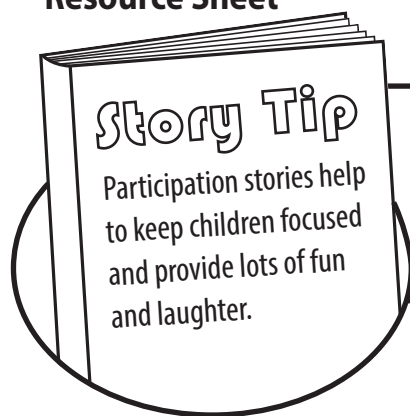 Resource Sheet
Story Tip
Participation stories help
to keep children focused
and provide lots of fun
and laughter.